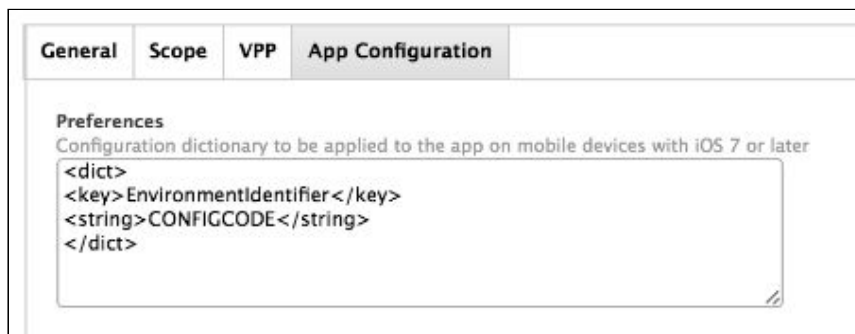 General Scope VPP App Configuration
Preferences
Configuration dictionary to be applied to the app on mobile devices with iOS 7 or later
<dict>
<key>EnvironmentIdentifier</key>
<string>CONFIGCODE</string>
</dict>